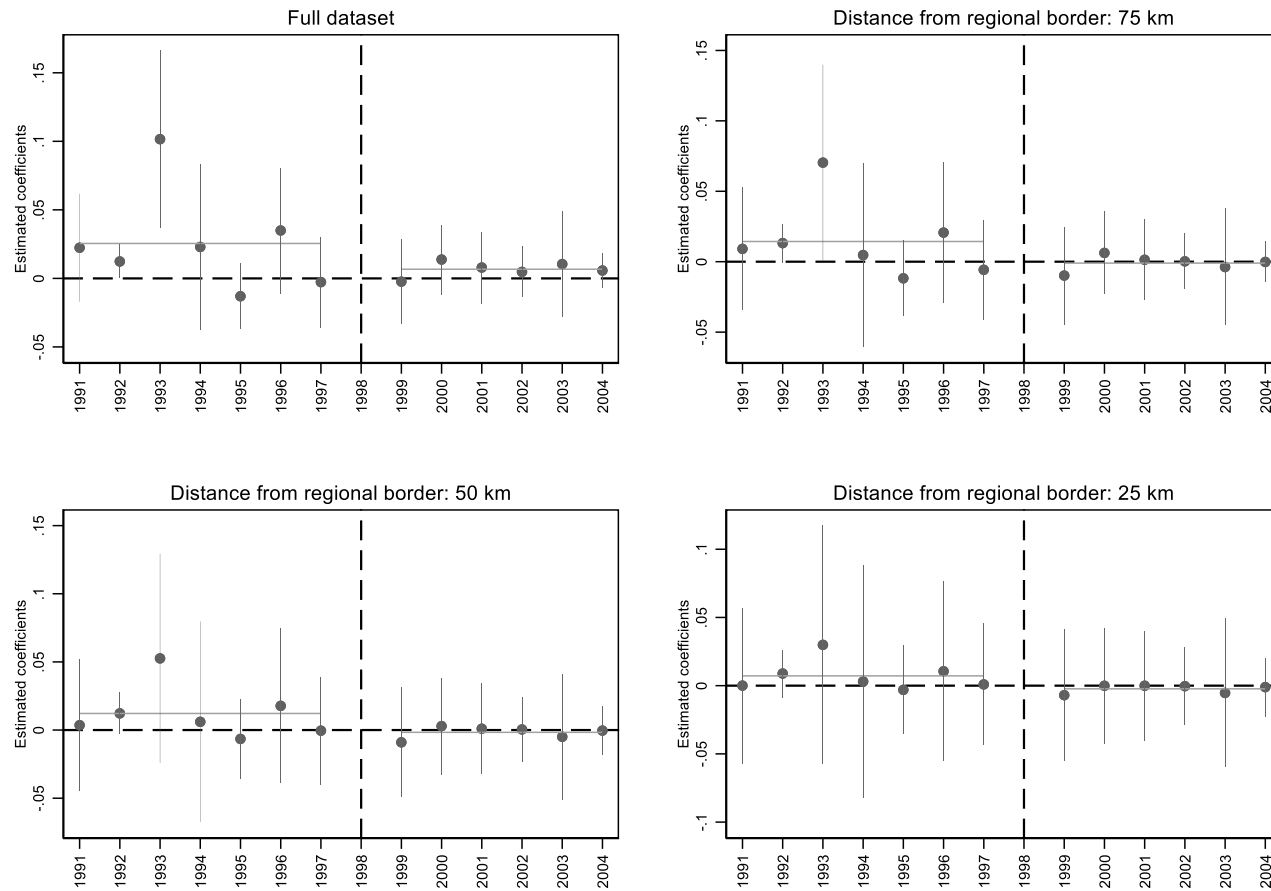 Full dataset
Estimated coefficients
.15
.1
.05
0
-.05
1991 1992 1993 1994 1995 1996 1997 1998 1999 2000 2001 2002 2003 2004
Distance from regional border: 75 km
Estimated coefficients
.15
.1
.05
0
-.05
1991 1992 1993 1994 1995 1996 1997 1998 1999 2000 2001 2002 2003 2004
Distance from regional border: 50 km
Estimated coefficients
.15
.1
.05
0
-.05
1991 1992 1993 1994 1995 1996 1997 1998 1999 2000 2001 2002 2003 2004
Distance from regional border: 25 km
Estimated coefficients
.1
.05
0
-.05
-.1
1991 1992 1993 1994 1995 1996 1997 1998 1999 2000 2001 2002 2003 2004